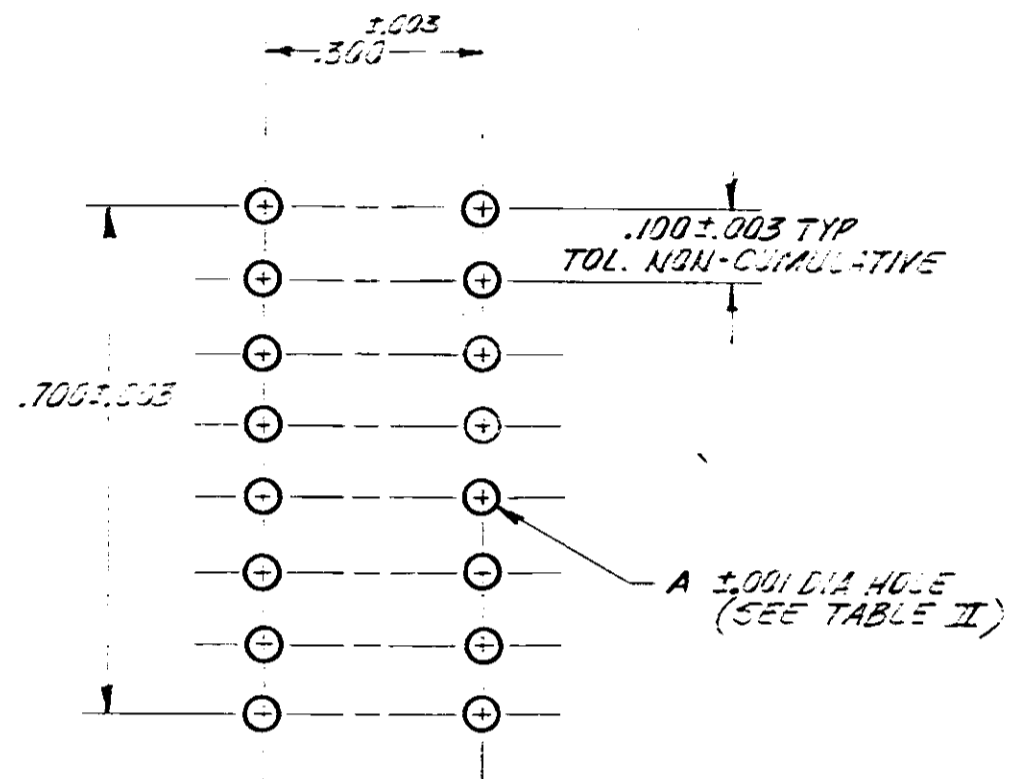 ±.003
.300
.100 ±.003 TYP
TOL. NON-CUMULATIVE
.700±.003
A ±.001 DIA HOLE
(SEE TABLE II)